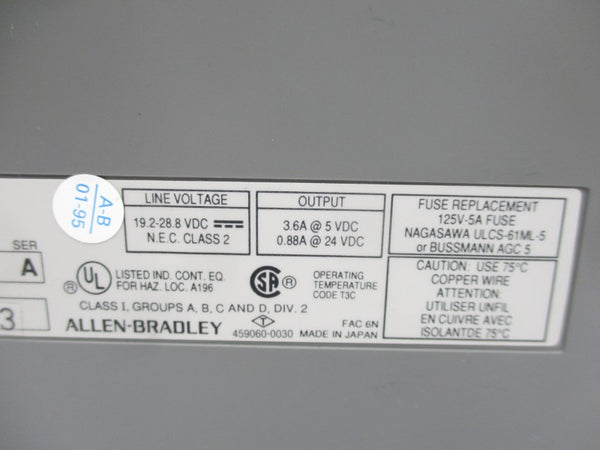 A-B
01-95
SER
A
3
LINE VOLTAGE
19.2-28.8 VDC
N.E.C. CLASS 2
OUTPUT
3.6A @ 5 VDC
0.88A @ 24 VDC
FUSE REPLACEMENT
125V-5A FUSE
NAGASAWA ULCS-61ML-5
or BUSSMANN AGC 5
UL
®
LISTED IND. CONT. EQ.
FOR HAZ. LOC. A196
SA
®
OPERATING
TEMPERATURE
CODE T3C
CLASS I, GROUPS A, B, C AND D, DIV. 2
ALLEN-BRADLEY
T
459060-0030
FAC 6N
MADE IN JAPAN
CAUTION: USE 75°C
COPPER WIRE
ATTENTION:
UTILISER UNFIL
EN CUIVRE AVEC
ISOLANTDE 75°C